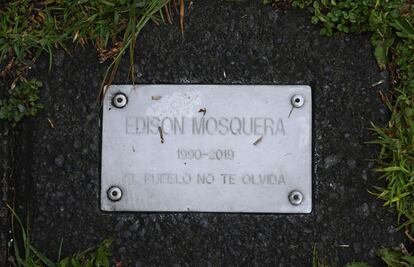 EDISON MOSQUERA
1990-2019
EL PUEBLO NO TE OLVIDA